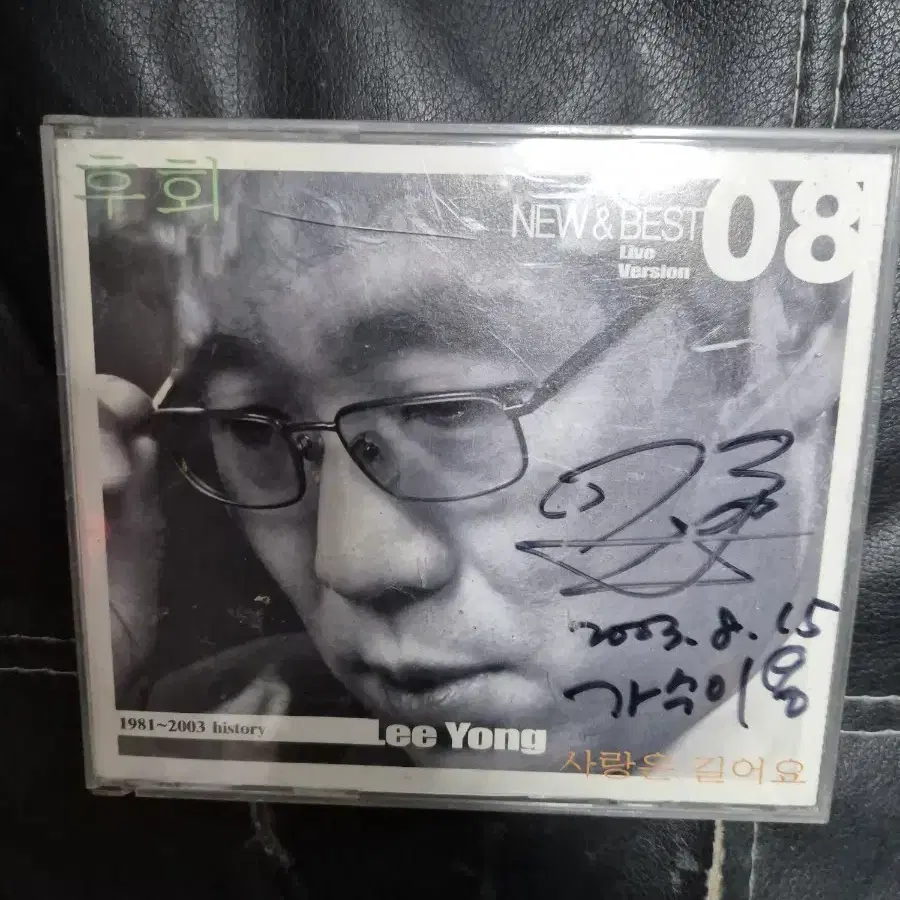 후회
NEW & BEST 08
Live
Version
2003. 8. 15
가수 이용
1981~2003 history
Lee Yong
사랑은 길어요